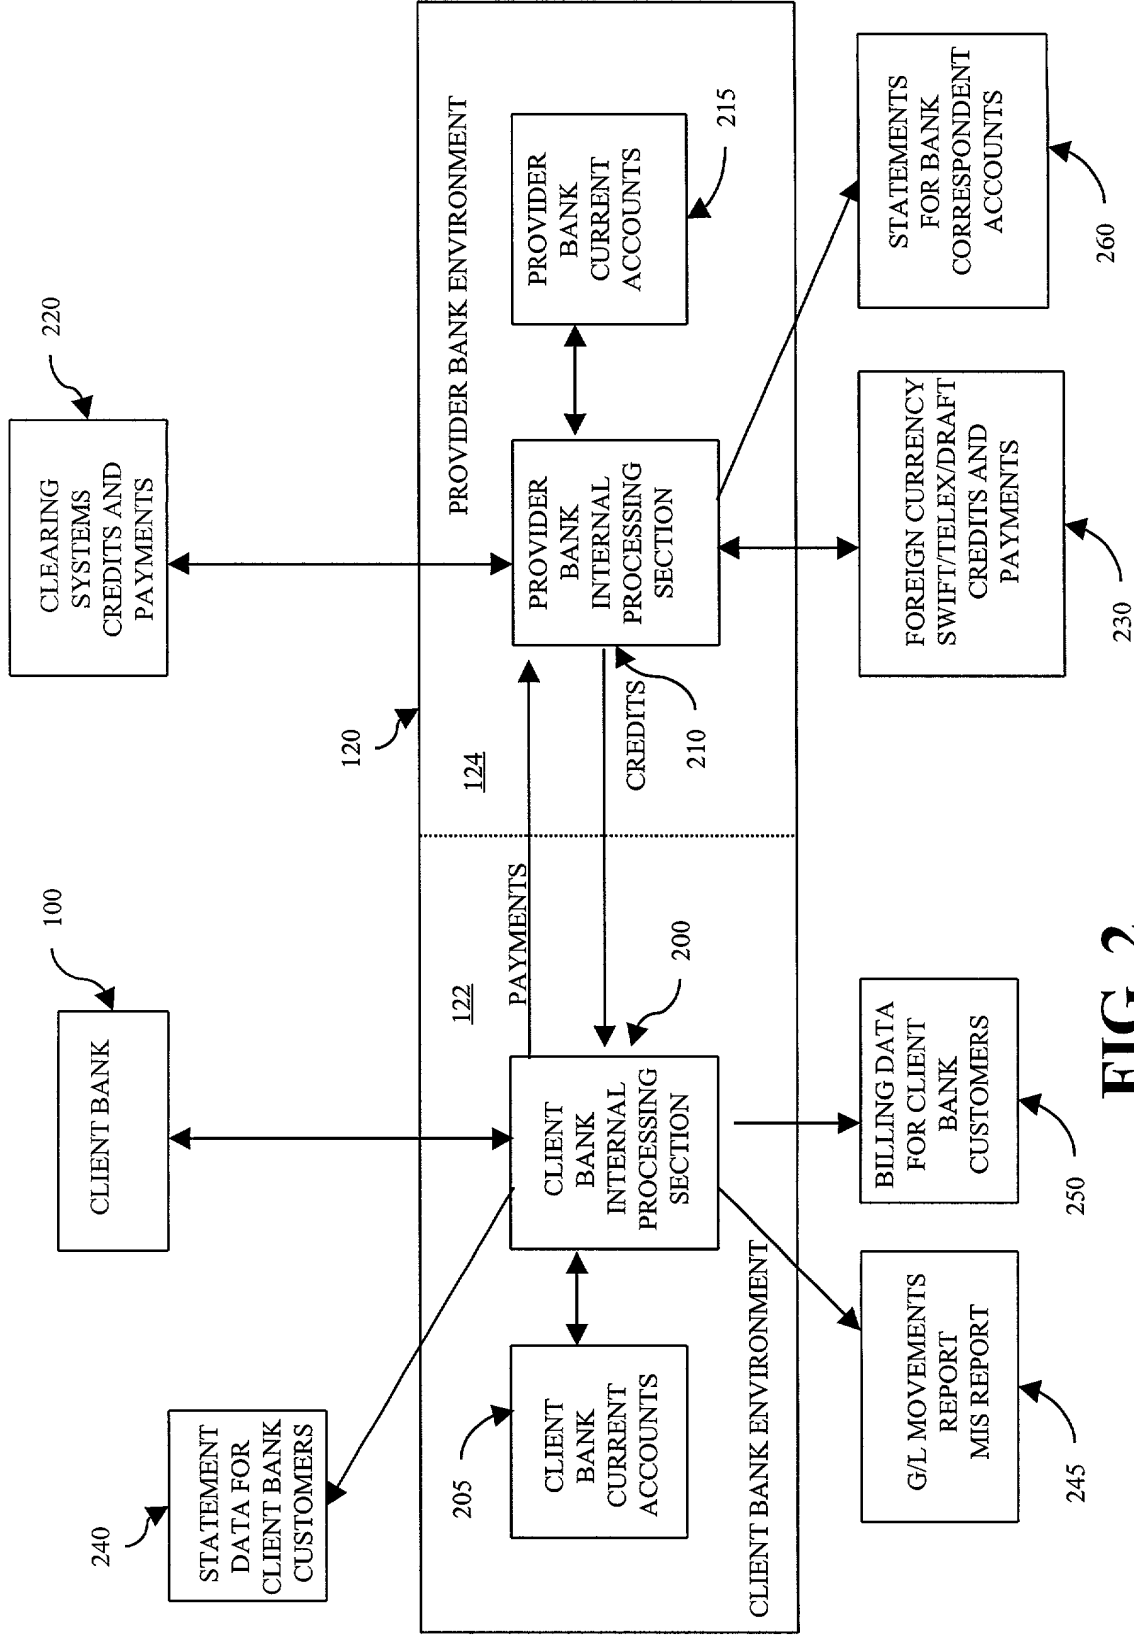 240
STATEMENT
DATA FOR
CLIENT BANK
CUSTOMERS
CLIENT BANK
100
CLEARING
SYSTEMS
CREDITS AND
PAYMENTS
220
120
122
124
PROVIDER BANK ENVIRONMENT
205
CLIENT
BANK
CURRENT
ACCOUNTS
CLIENT
BANK
INTERNAL
PROCESSING
SECTION
200
PAYMENTS
CREDITS
210
PROVIDER
BANK
INTERNAL
PROCESSING
SECTION
PROVIDER
BANK
CURRENT
ACCOUNTS
215
CLIENT BANK ENVIRONMENT
G/L MOVEMENTS
REPORT
MIS REPORT
245
BILLING DATA
FOR CLIENT
BANK
CUSTOMERS
250
FOREIGN CURRENCY
SWIFT/TELEX/DRAFT
CREDITS AND
PAYMENTS
230
STATEMENTS
FOR BANK
CORRESPONDENT
ACCOUNTS
260
FIG. 2